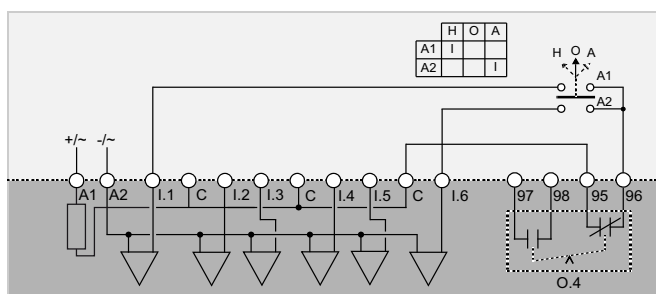 H O A
A1 I
A2 I
H O A
A1
A2
+/~ -/~
A1 A2 I.1 C I.2 I.3 C I.4 I.5 C I.6 97 98 95 96
O.4